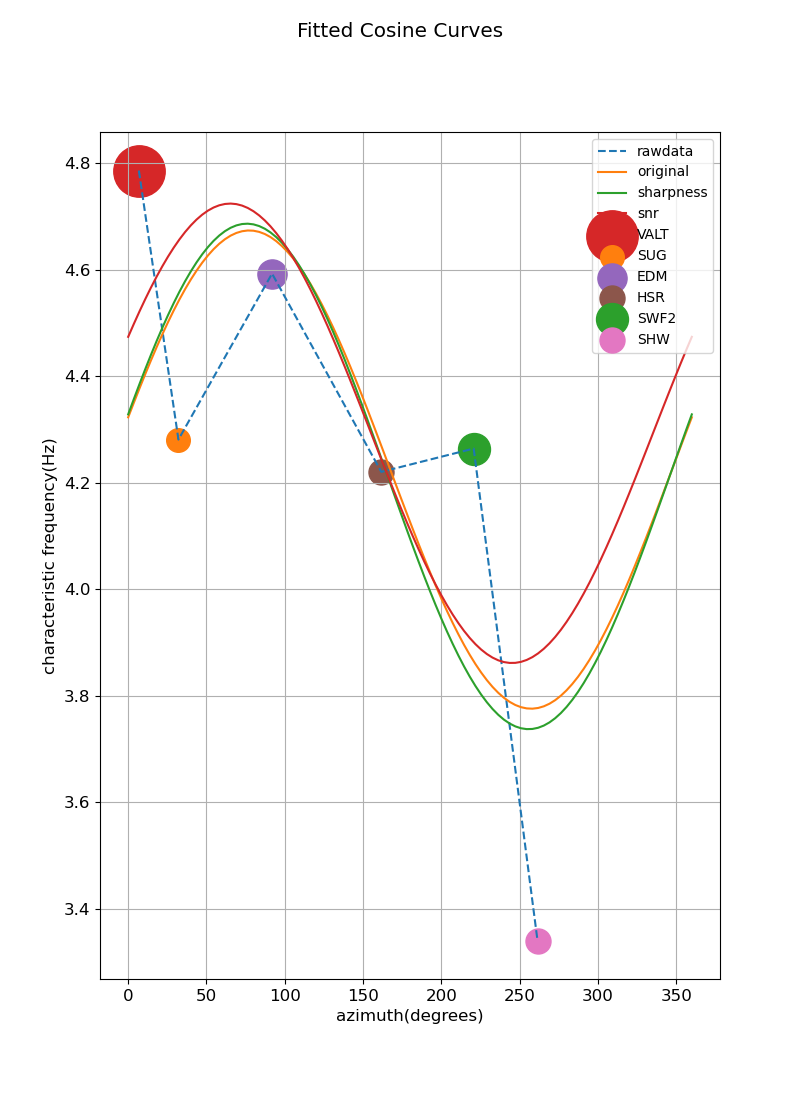 Fitted Cosine Curves
characteristic frequency(Hz)
4.8
4.6
4.4
4.2
4.0
3.8
3.6
3.4
rawdata
original
sharpness
snr
VALT
SUG
EDM
HSR
SWF2
SHW
0 50 100 150 200 250 300 350
azimuth(degrees)